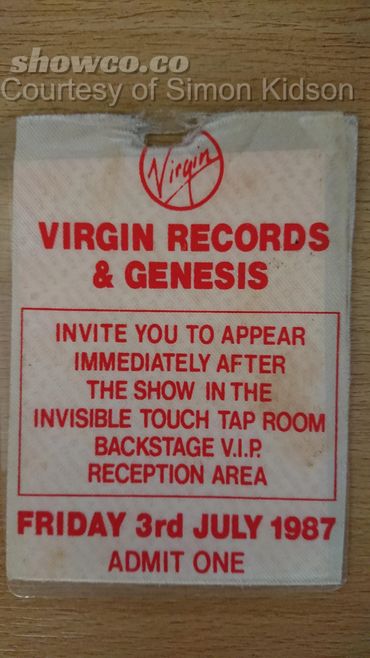 showco.co
Courtesy of Simon Kidson
Virgin
VIRGIN RECORDS
& GENESIS
INVITE YOU TO APPEAR
IMMEDIATELY AFTER
THE SHOW IN THE
INVISIBLE TOUCH TAP ROOM
BACKSTAGE V.I.P.
RECEPTION AREA
FRIDAY 3rd JULY 1987
ADMIT ONE